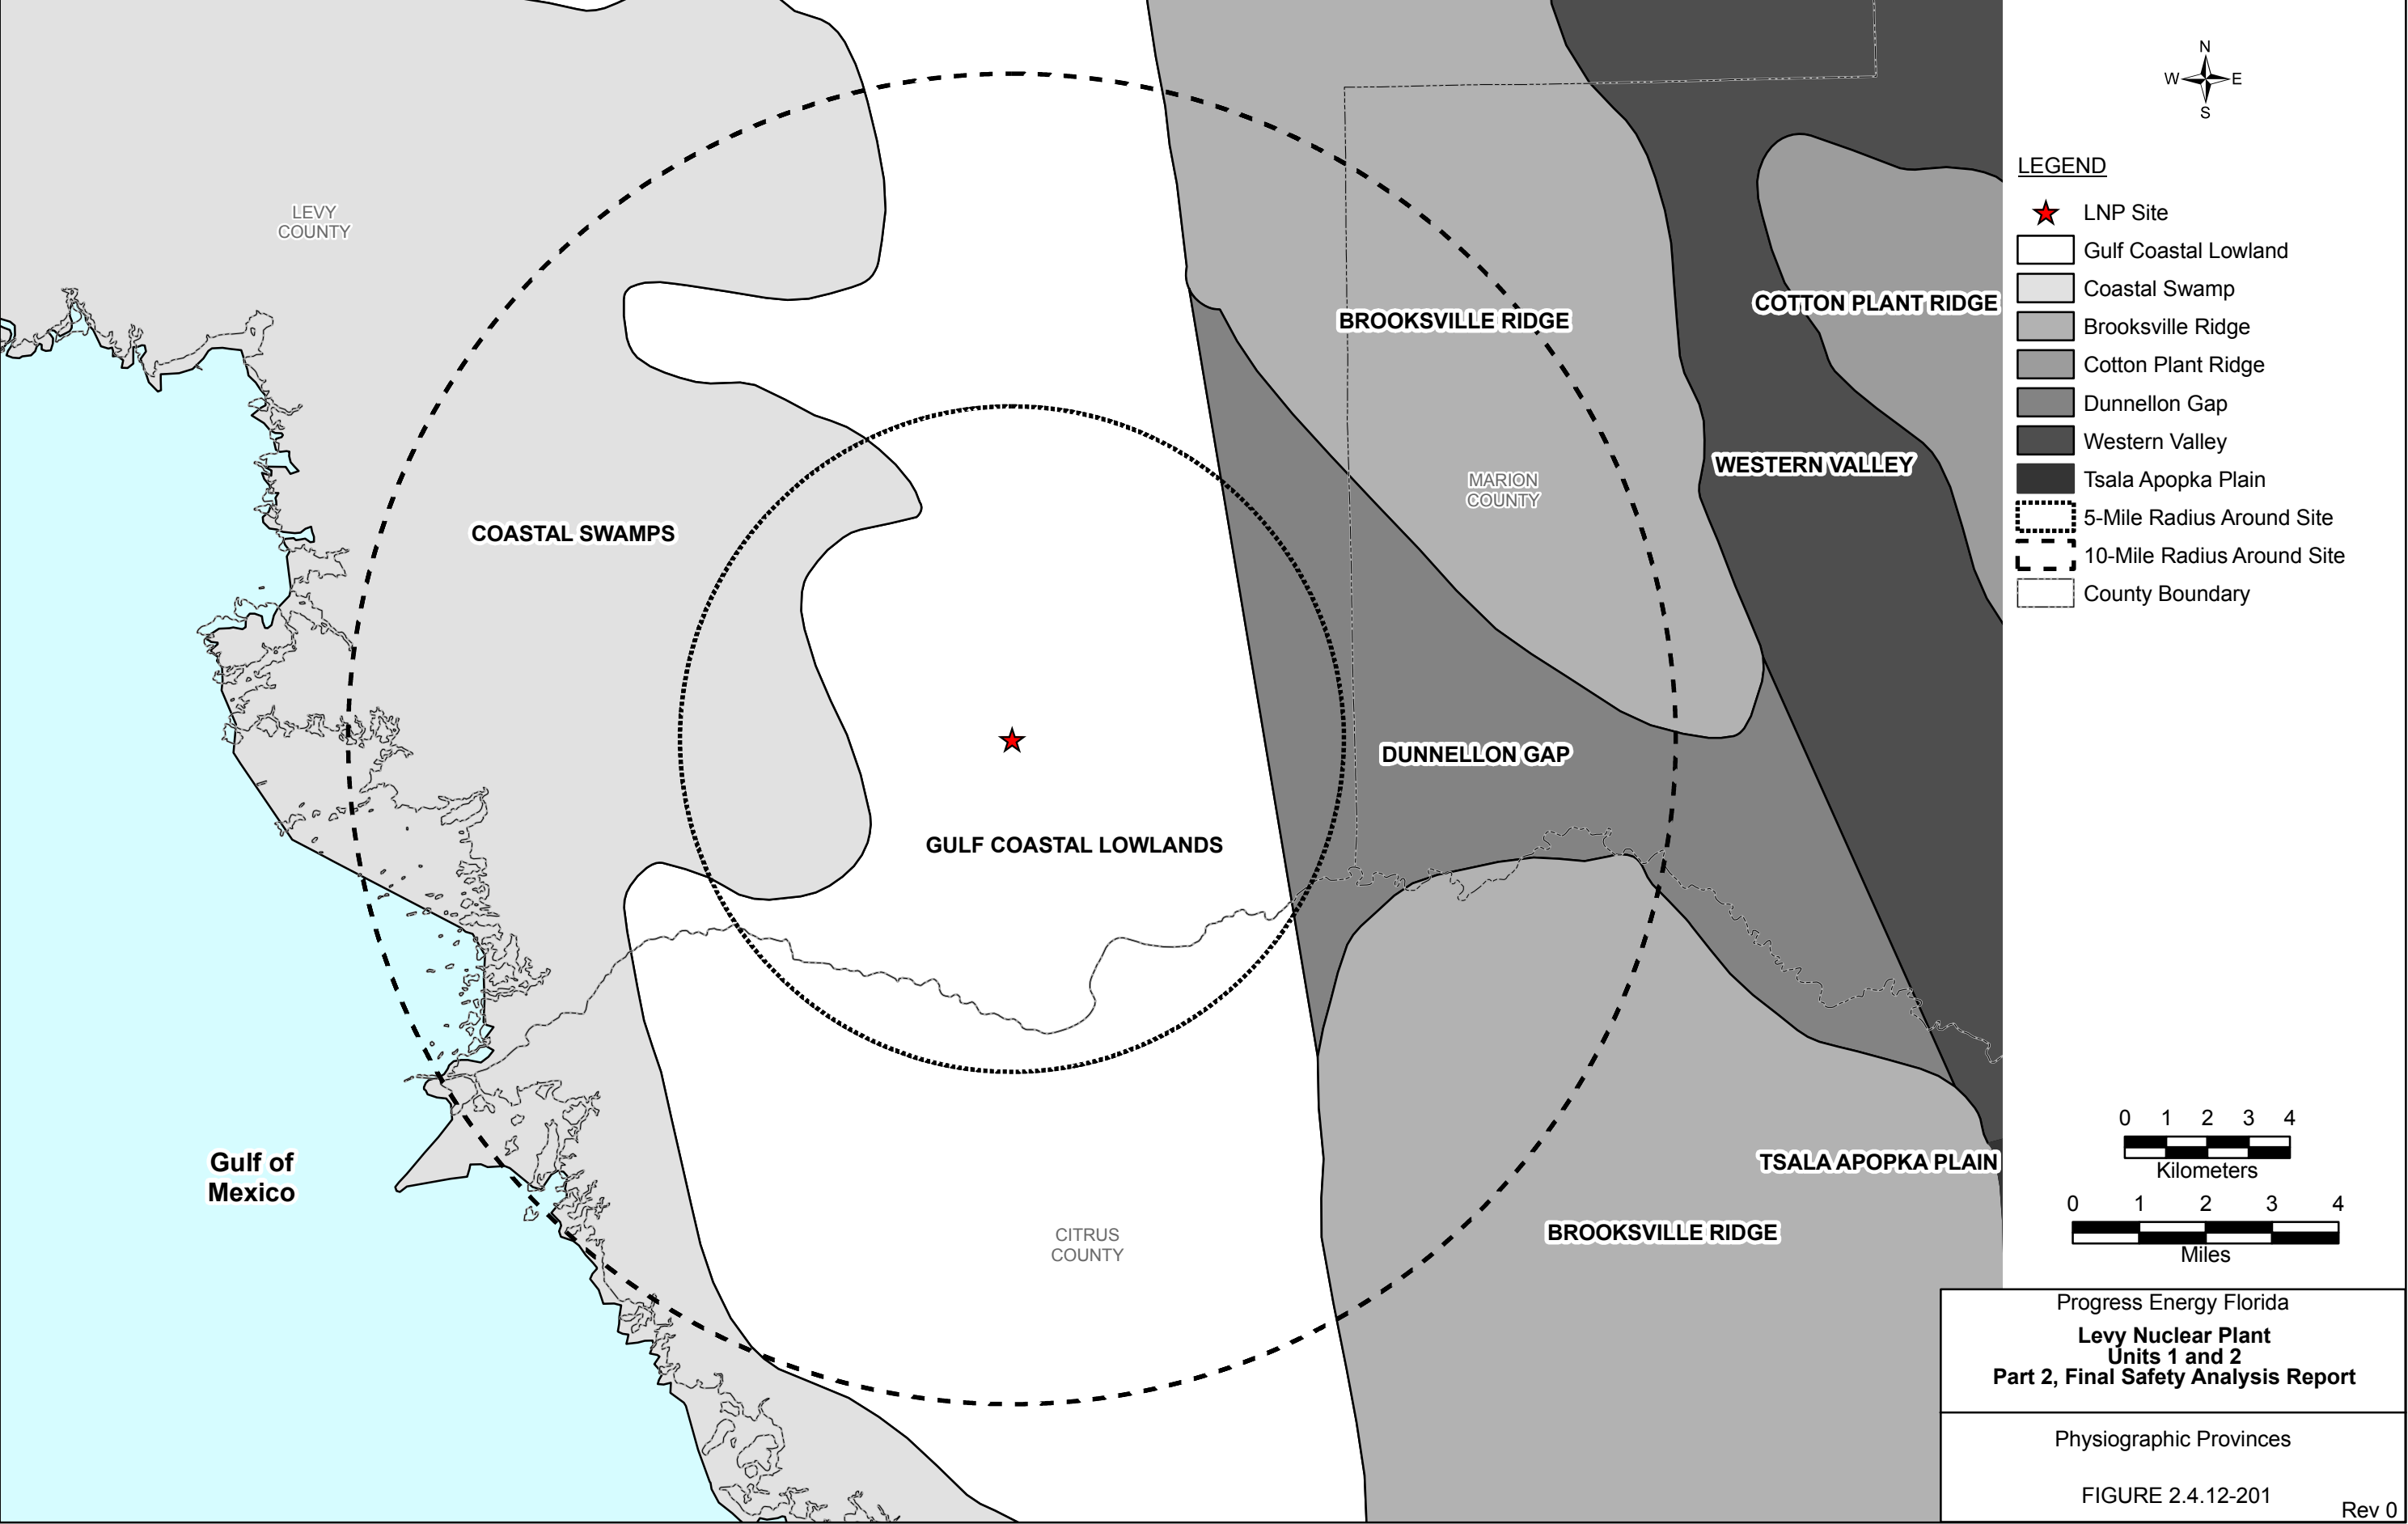 LEVY
COUNTY
COASTAL SWAMPS
BROOKSVILLE RIDGE
COTTON PLANT RIDGE
WESTERN VALLEY
MARION
COUNTY
DUNNELLON GAP
GULF COASTAL LOWLANDS
Gulf of
Mexico
CITRUS
COUNTY
TSALA APOPKA PLAIN
BROOKSVILLE RIDGE
N
W E
S
LEGEND
LNP Site
Gulf Coastal Lowland
Coastal Swamp
Brooksville Ridge
Cotton Plant Ridge
Dunnellon Gap
Western Valley
Tsala Apopka Plain
5-Mile Radius Around Site
10-Mile Radius Around Site
County Boundary
0 1 2 3 4
Kilometers
0 1 2 3 4
Miles
Progress Energy Florida
Levy Nuclear Plant
Units 1 and 2
Part 2, Final Safety Analysis Report
Physiographic Provinces
FIGURE 2.4.12-201
Rev 0